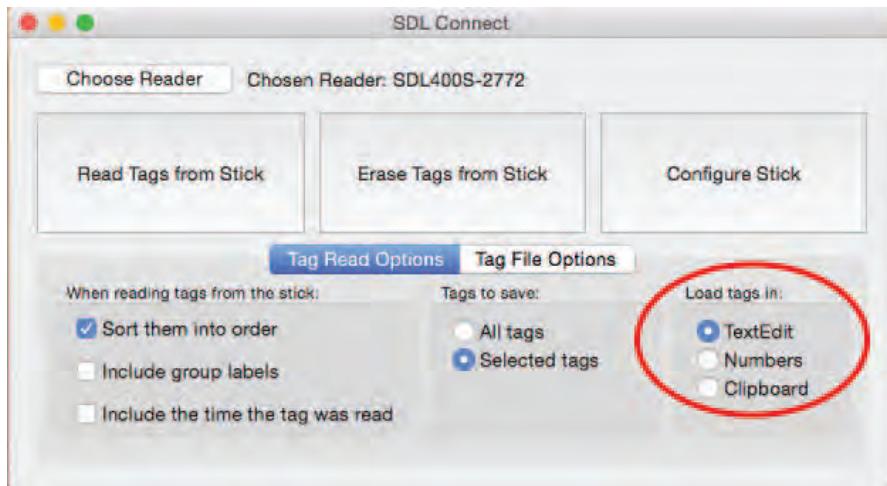 SDL Connect
Choose Reader Chosen Reader: SDL400S-2772
Read Tags from Stick Erase Tags from Stick Configure Stick
Tag Read Options Tag File Options
When reading tags from the stick: Tags to save: Load tags in:
Sort them into order All tags TextEdit
Include group labels Selected tags Numbers
Include the time the tag was read Clipboard